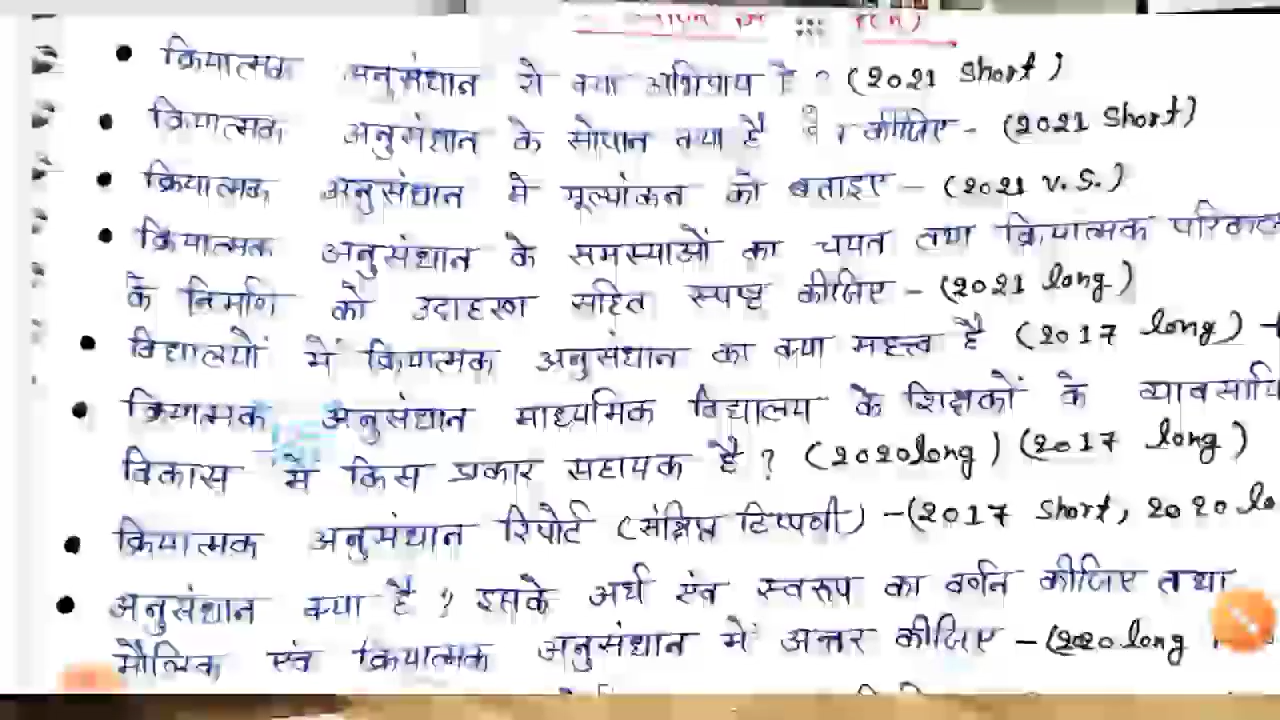 • क्रियात्मक अनुसंधान से क्या अभिप्राय है ? (2021 Short)
• क्रियात्मक अनुसंधान के सोपान क्या है कीजिए - (2021 Short)
• क्रियात्मक अनुसंधान में मूल्यांकन को बताइए - (2021 V.S.)
• क्रियात्मक अनुसंधान के समस्याओं का चयन तथा क्रियात्मक
के निर्माण को उदाहरण सहित स्पष्ट कीजिए - (2021 long)
• विद्यालयों में क्रियात्मक अनुसंधान का क्या महत्त्व है (2017 long) -
• क्रियात्मक अनुसंधान माध्यमिक विद्यालय के शिक्षकों के
विकास में किस प्रकार सहायक है? (2020 long) (2017 long)
• क्रियात्मक अनुसंधान रिपोर्ट (संक्षिप्त टिप्पणी) - (2017 Short, 2020 lo
• अनुसंधान क्या है ? इसके अर्थ एंव स्वरूप का वर्णन कीजिए तथा
मौलिक एंव क्रियात्मक अनुसंधान में अन्तर कीजिए - (2020 long